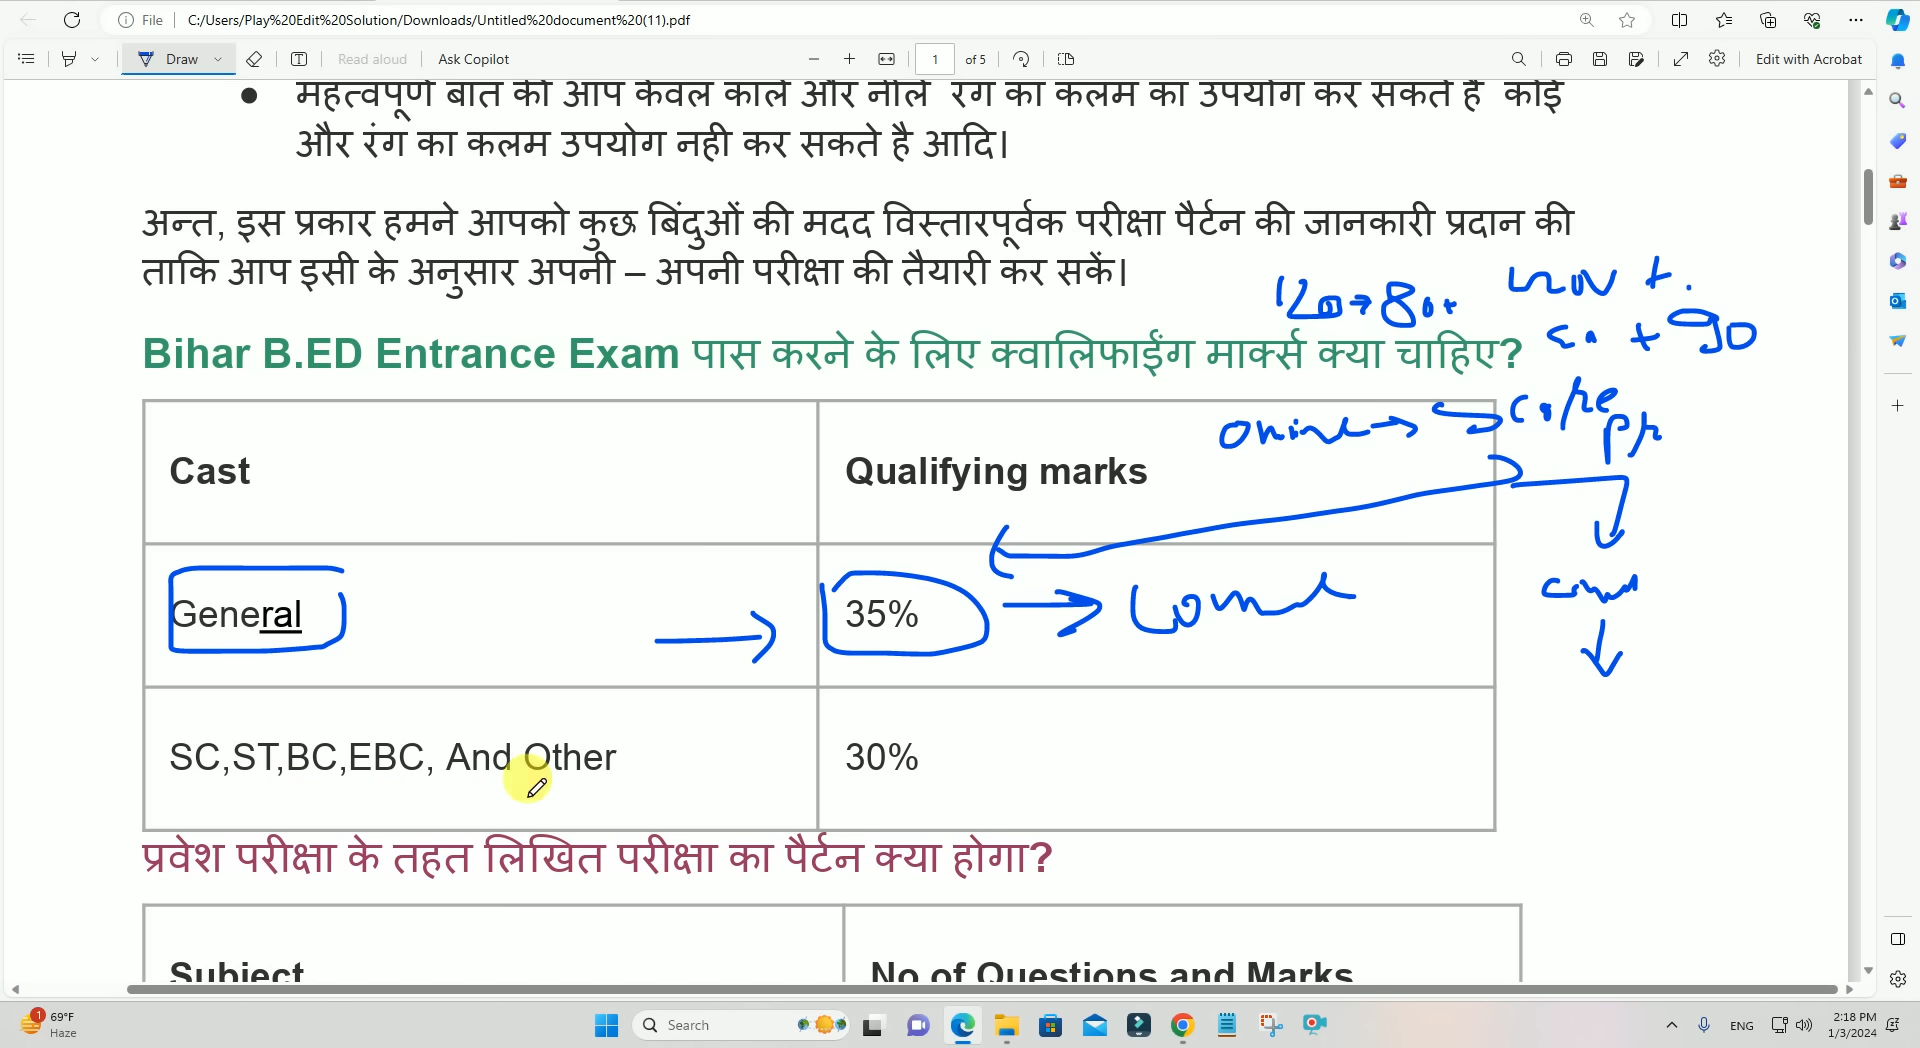 File
C:/Users/Play%20Edit%20Solution/Downloads/Untitled%20document%20(11).pdf
Draw
Read aloud
Ask Copilot
1 of 5
Edit with Acrobat
● महत्वपूर्ण बात की आप केवल काले और नीले रंग का कलम का उपयोग कर सकते है कोई
और रंग का कलम उपयोग नही कर सकते है आदि।
अन्त, इस प्रकार हमने आपको कुछ बिंदुओं की मदद विस्तारपूर्वक परीक्षा पैर्टन की जानकारी प्रदान की
ताकि आप इसी के अनुसार अपनी – अपनी परीक्षा की तैयारी कर सकें।
Bihar B.ED Entrance Exam पास करने के लिए क्वालिफाईंग मार्क्स क्या चाहिए?
Cast Qualifying marks
General 35%
SC,ST,BC,EBC, And Other 30%
प्रवेश परीक्षा के तहत लिखित परीक्षा का पैर्टन क्या होगा?
Subject No of Questions and Marks
1
69°F
Haze
Search
ENG
2:18 PM
1/3/2024